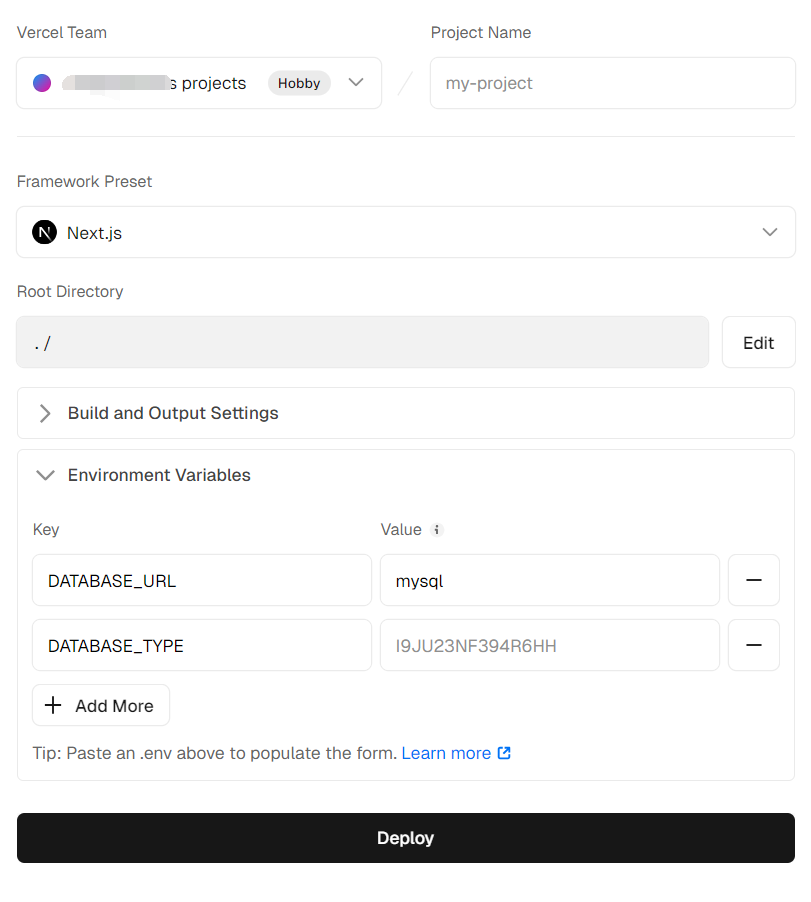 Vercel Team
Project Name
s projects Hobby
my-project
Framework Preset
N Next.js
Root Directory
./
Edit
Build and Output Settings
Environment Variables
Key
Value i
DATABASE_URL
mysql
DATABASE_TYPE
I9JU23NF394R6HH
Add More
Tip: Paste an .env above to populate the form. Learn more
Deploy